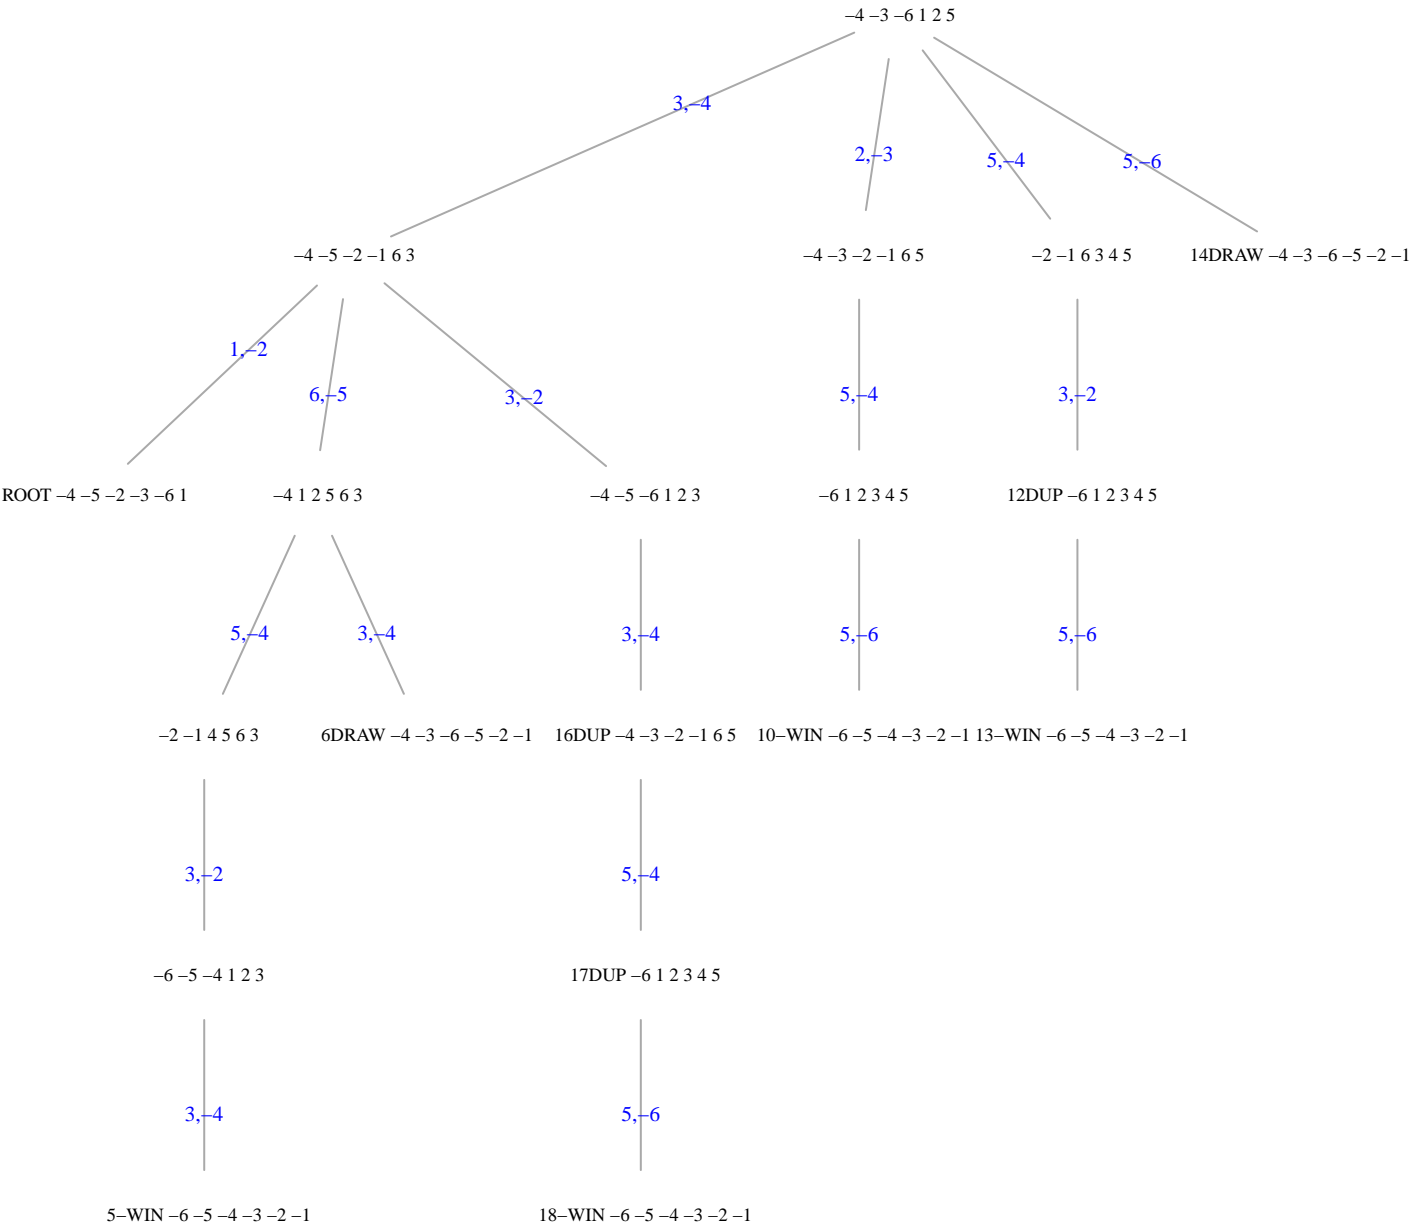 –4 –3 –6 1 2 5
3,–4
2,–3
5,–4
5,–6
–4 –5 –2 –1 6 3
–4 –3 –2 –1 6 5
–2 –1 6 3 4 5
14DRAW –4 –3 –6 –5 –2 –1
1,–2
6,–5
3,–2
5,–4
3,–2
ROOT –4 –5 –2 –3 –6 1
–4 1 2 5 6 3
–4 –5 –6 1 2 3
–6 1 2 3 4 5
12DUP –6 1 2 3 4 5
5,–4
3,–4
3,–4
5,–6
5,–6
–2 –1 4 5 6 3
6DRAW –4 –3 –6 –5 –2 –1
16DUP –4 –3 –2 –1 6 5
10–WIN –6 –5 –4 –3 –2 –1
13–WIN –6 –5 –4 –3 –2 –1
3,–2
5,–4
–6 –5 –4 1 2 3
17DUP –6 1 2 3 4 5
3,–4
5,–6
5–WIN –6 –5 –4 –3 –2 –1
18–WIN –6 –5 –4 –3 –2 –1